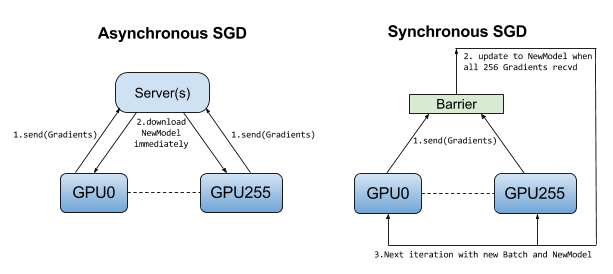 Asynchronous SGD
Server(s)
1.send(Gradients)
2.download
NewModel
immediately
1.send(Gradients)
GPU0
GPU255
Synchronous SGD
2. update to NewModel when
all 256 Gradients recvd
Barrier
1.send(Gradients)
GPU0
GPU255
3.Next iteration with new Batch and NewModel